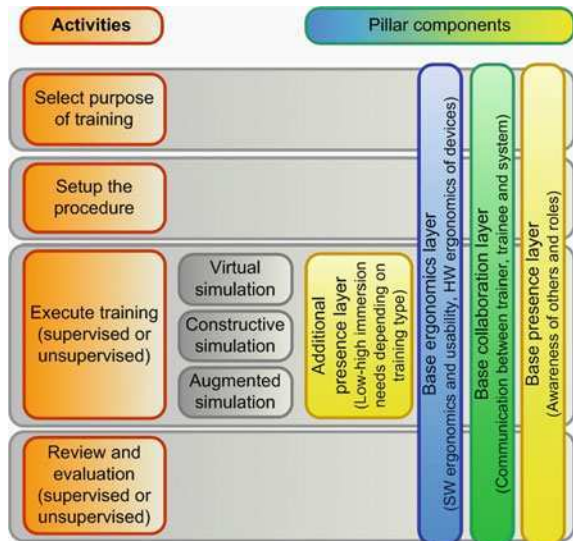 Activities
Pillar components
Select purpose
of training
Setup the
procedure
Execute training
(supervised or
unsupervised)
Virtual
simulation
Constructive
simulation
Augmented
simulation
Additional
presence layer
(Low-high immersion
needs depending on
training type)
Review and
evaluation
(supervised or
unsupervised)
Base ergonomics layer
(SW ergonomics and usability, HW ergonomics of devices)
Base collaboration layer
(Communication between trainer, trainee and system)
Base presence layer
(Awareness of others and roles)